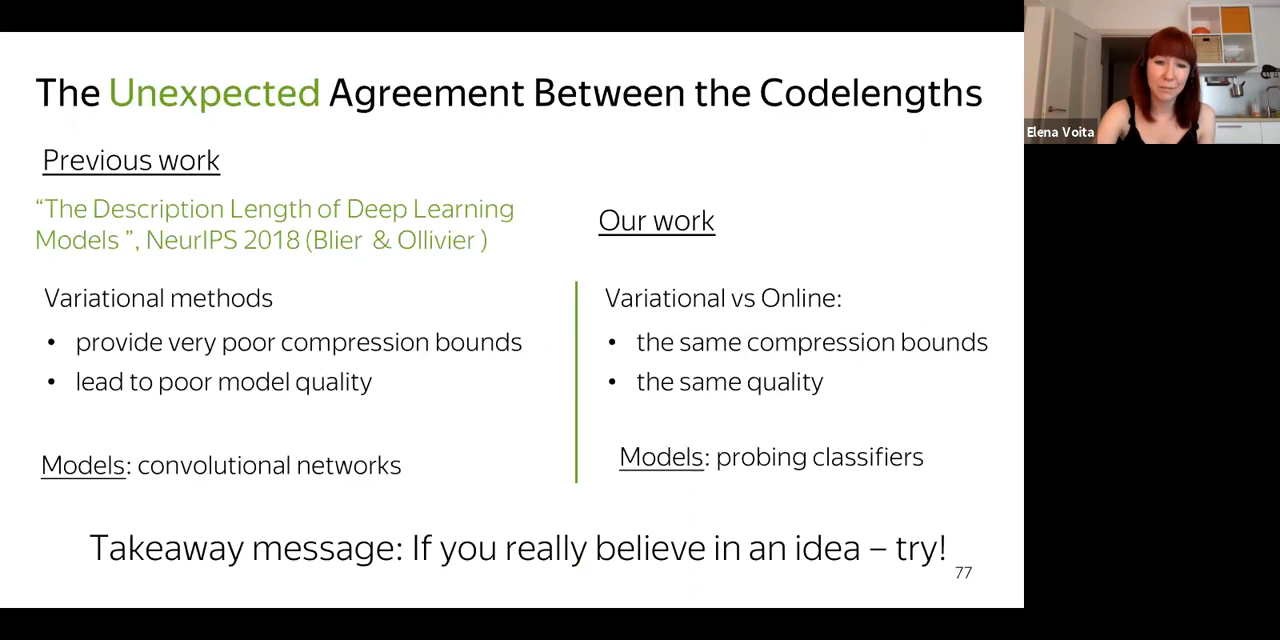 The Unexpected Agreement Between the Codelengths
Previous work
“The Description Length of Deep Learning
Models ”, NeurIPS 2018 (Blier & Ollivier )
Variational methods
• provide very poor compression bounds
• lead to poor model quality
Models: convolutional networks
Our work
Variational vs Online:
• the same compression bounds
• the same quality
Models: probing classifiers
Takeaway message: If you really believe in an idea – try!
77
Elena Voita